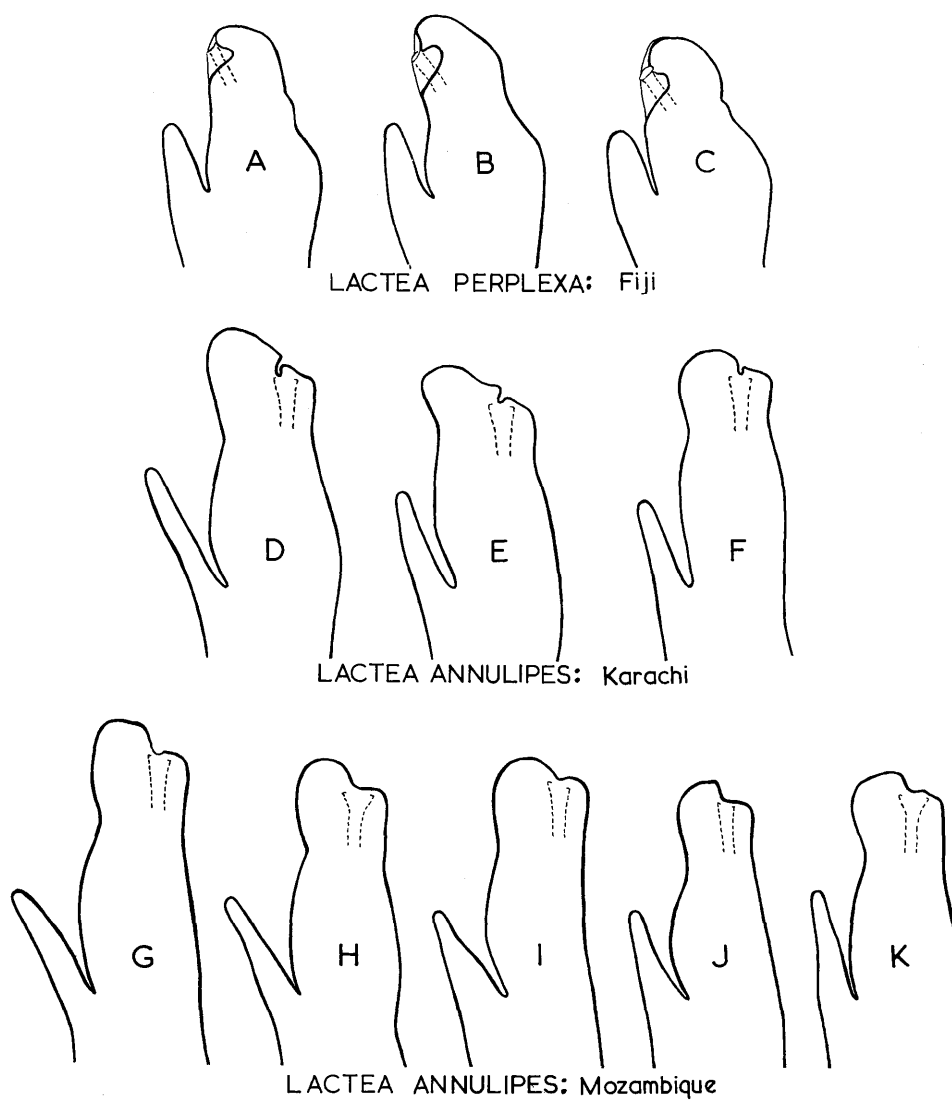 A B C
LACTEA PERPLEXA: Fiji
D E F
LACTEA ANNULIPES: Karachi
G H I J K
LACTEA ANNULIPES: Mozambique